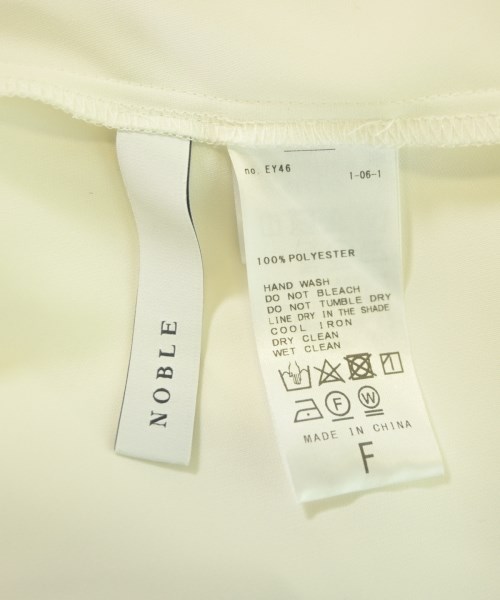 NOBLE
no. EY46 1-06-1
100% POLYESTER
HAND WASH
DO NOT BLEACH
DO NOT TUMBLE DRY
LINE DRY IN THE SHADE
COOL IRON
DRY CLEAN
WET CLEAN
F W
MADE IN CHINA
F